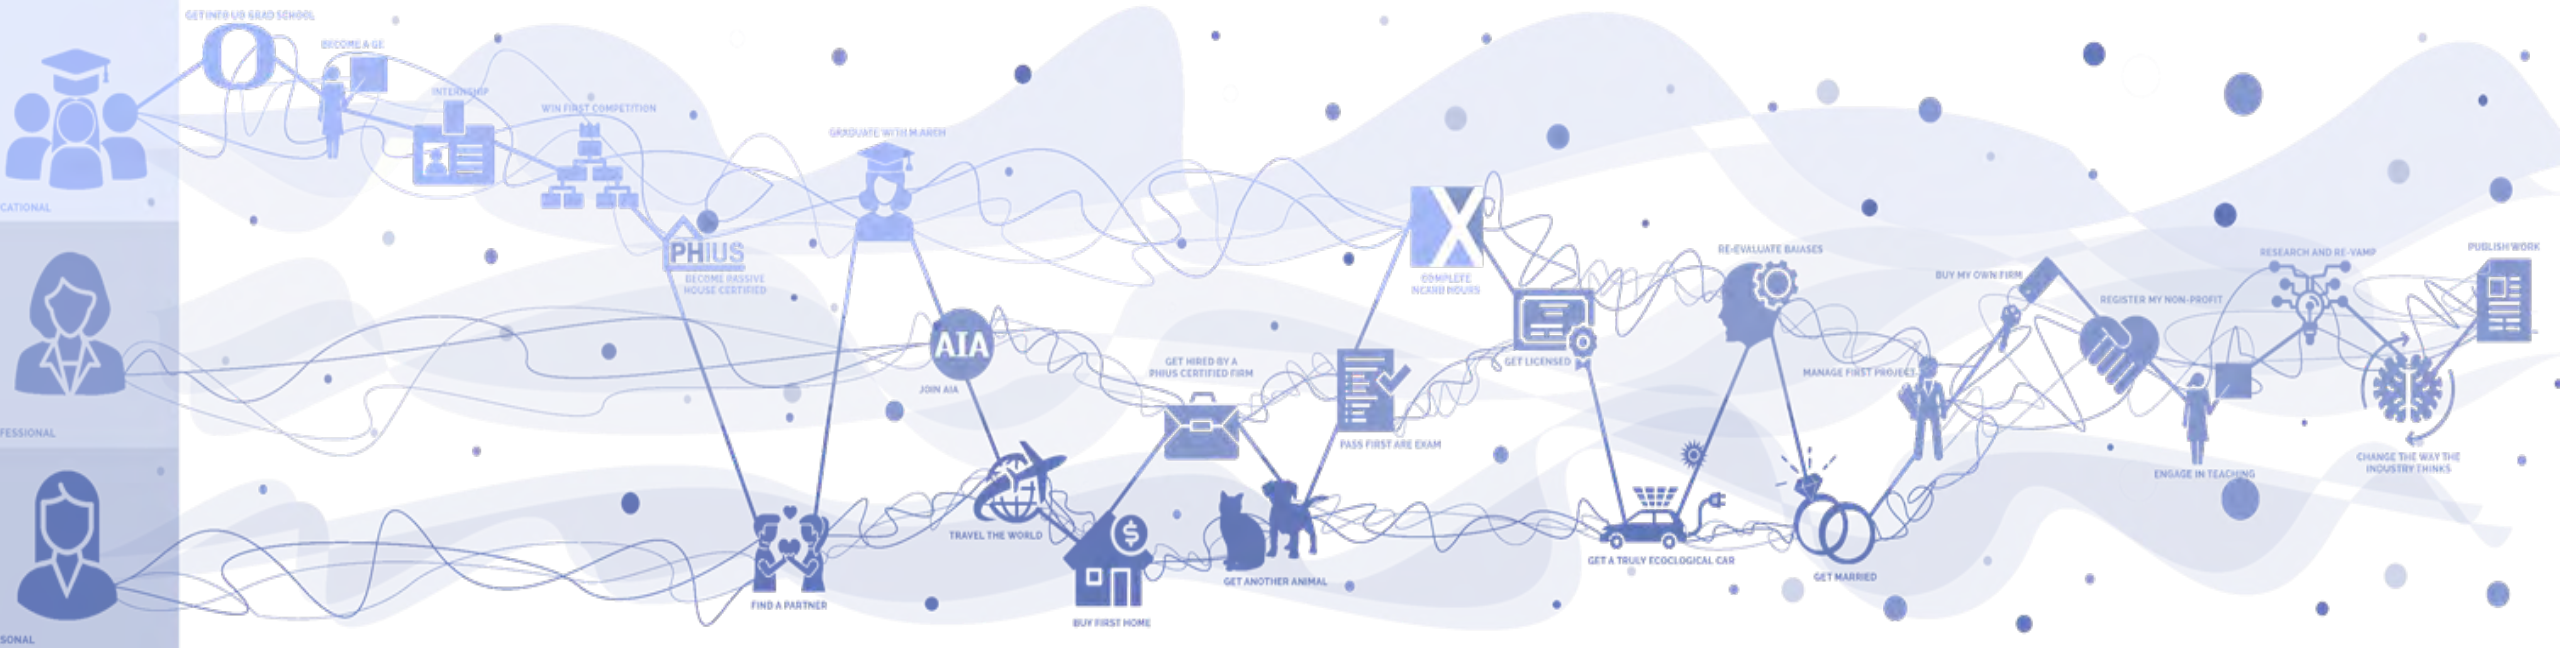 GET INTO UO GRAD SCHOOL
BECOME A GE
INTERNSHIP
WIN FIRST COMPETITION
PHIUS
BECOME PASSIVE
HOUSE CERTIFIED
GRADUATE WITH M.ARCH
CATIONAL
FESSIONAL
SONAL
FIND A PARTNER
AIA
JOIN AIA
TRAVEL THE WORLD
BUY FIRST HOME
GET HIRED BY A
PHIUS CERTIFIED FIRM
GET ANOTHER ANIMAL
PASS FIRST ARE EXAM
X
COMPLETE
NCARB HOURS
GET LICENSED
GET A TRULY ECOCLOGICAL CAR
RE-EVALUATE BAIASES
GET MARRIED
MANAGE FIRST PROJECT
BUY MY OWN FIRM
REGISTER MY NON-PROFIT
ENGAGE IN TEACHING
RESEARCH AND RE-VAMP
CHANGE THE WAY THE
INDUSTRY THINKS
PUBLISH WORK